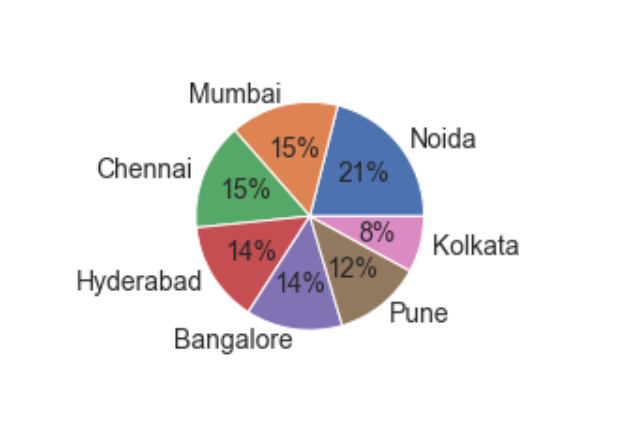 Mumbai
Noida
15%
21%
Chennai
15%
Kolkata
8%
14%
12%
Hyderabad
14%
Pune
Bangalore